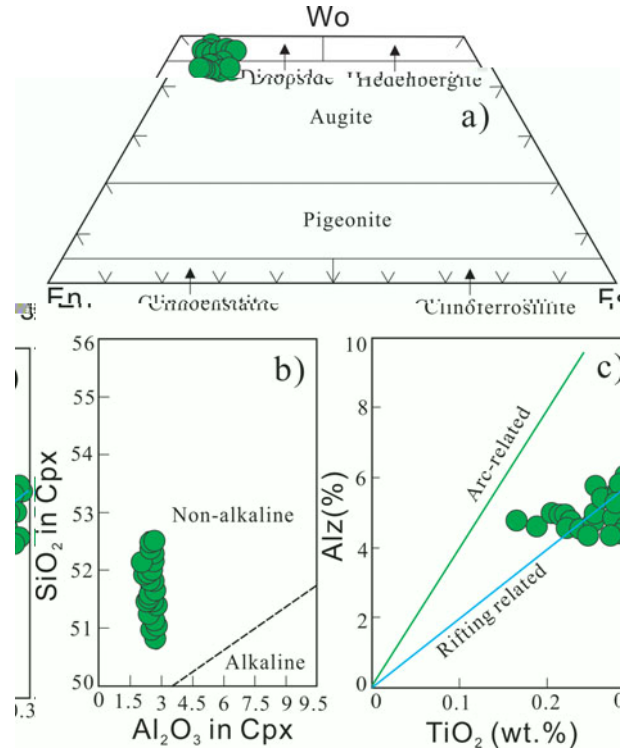 Wo
Augite
a)
Pigeonite
56
55
54
53
52
51
50
SiO₂ in Cpx
b)
Non-alkaline
Alkaline
0 1.5 3 4.5 6 7.5 9 9.5
Al₂O₃ in Cpx
10
8
6
4
2
0
Alz(%)
c)
Arc-related
Rifting related
0 0.1 0.2
TiO₂ (wt.%)
0.3